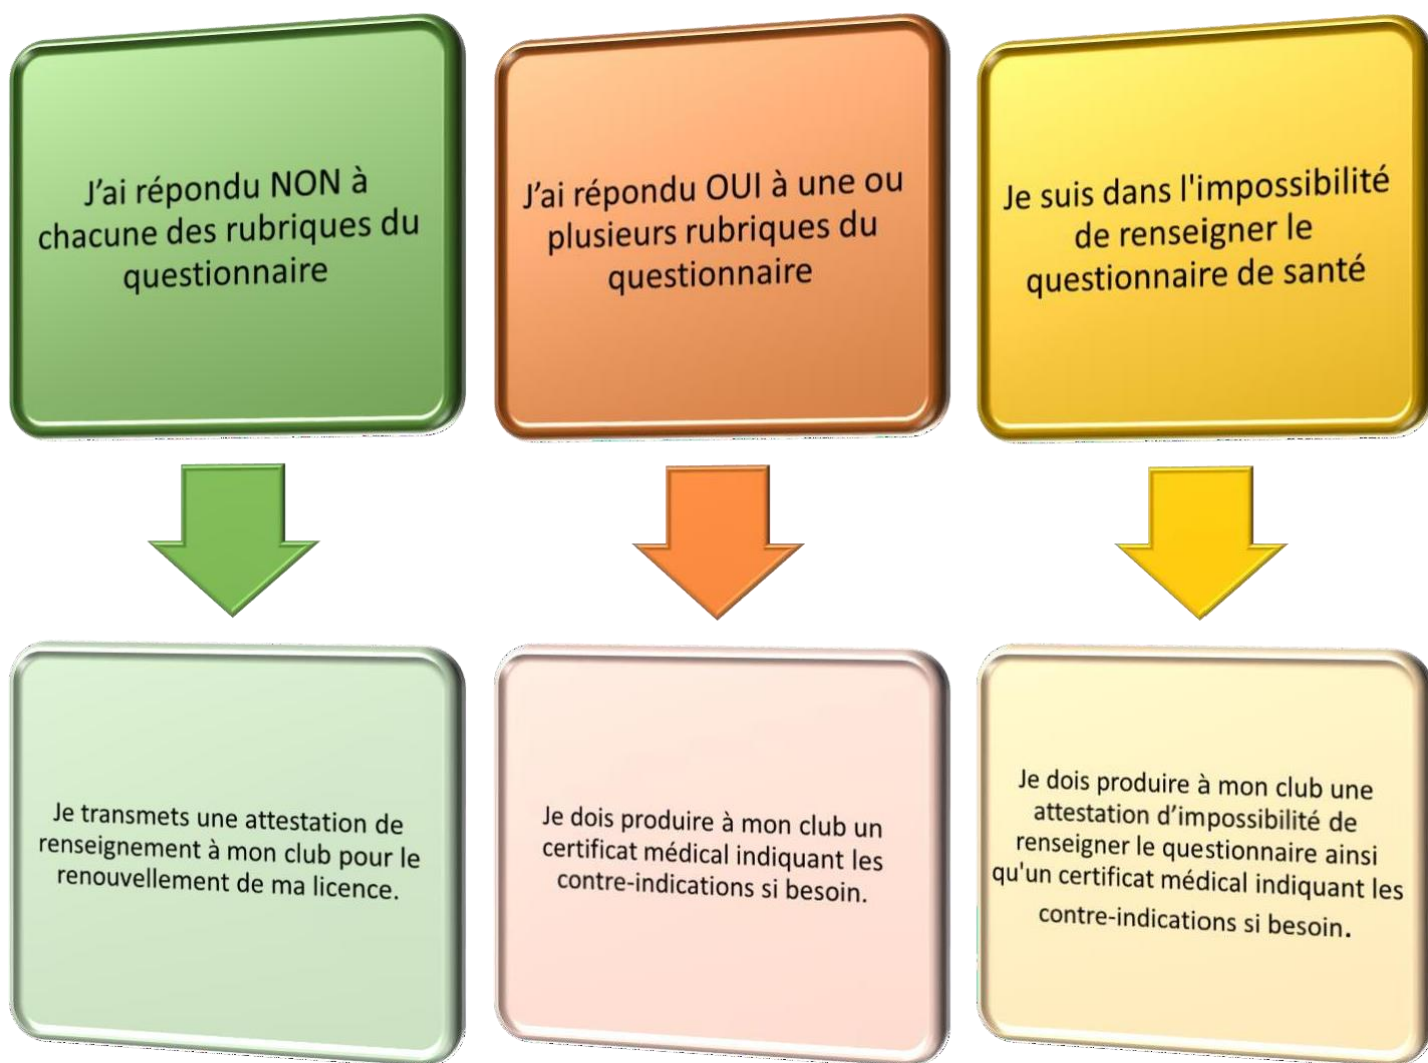 J'ai répondu NON à
chacune des rubriques du
questionnaire
J'ai répondu OUI à une ou
plusieurs rubriques du
questionnaire
Je suis dans l'impossibilité
de renseigner le
questionnaire de santé
Je transmets une attestation de
renseignement à mon club pour le
renouvellement de ma licence.
Je dois produire à mon club un
certificat médical indiquant les
contre-indications si besoin.
Je dois produire à mon club une
attestation d'impossibilité de
renseigner le questionnaire ainsi
qu'un certificat médical indiquant les
contre-indications si besoin.